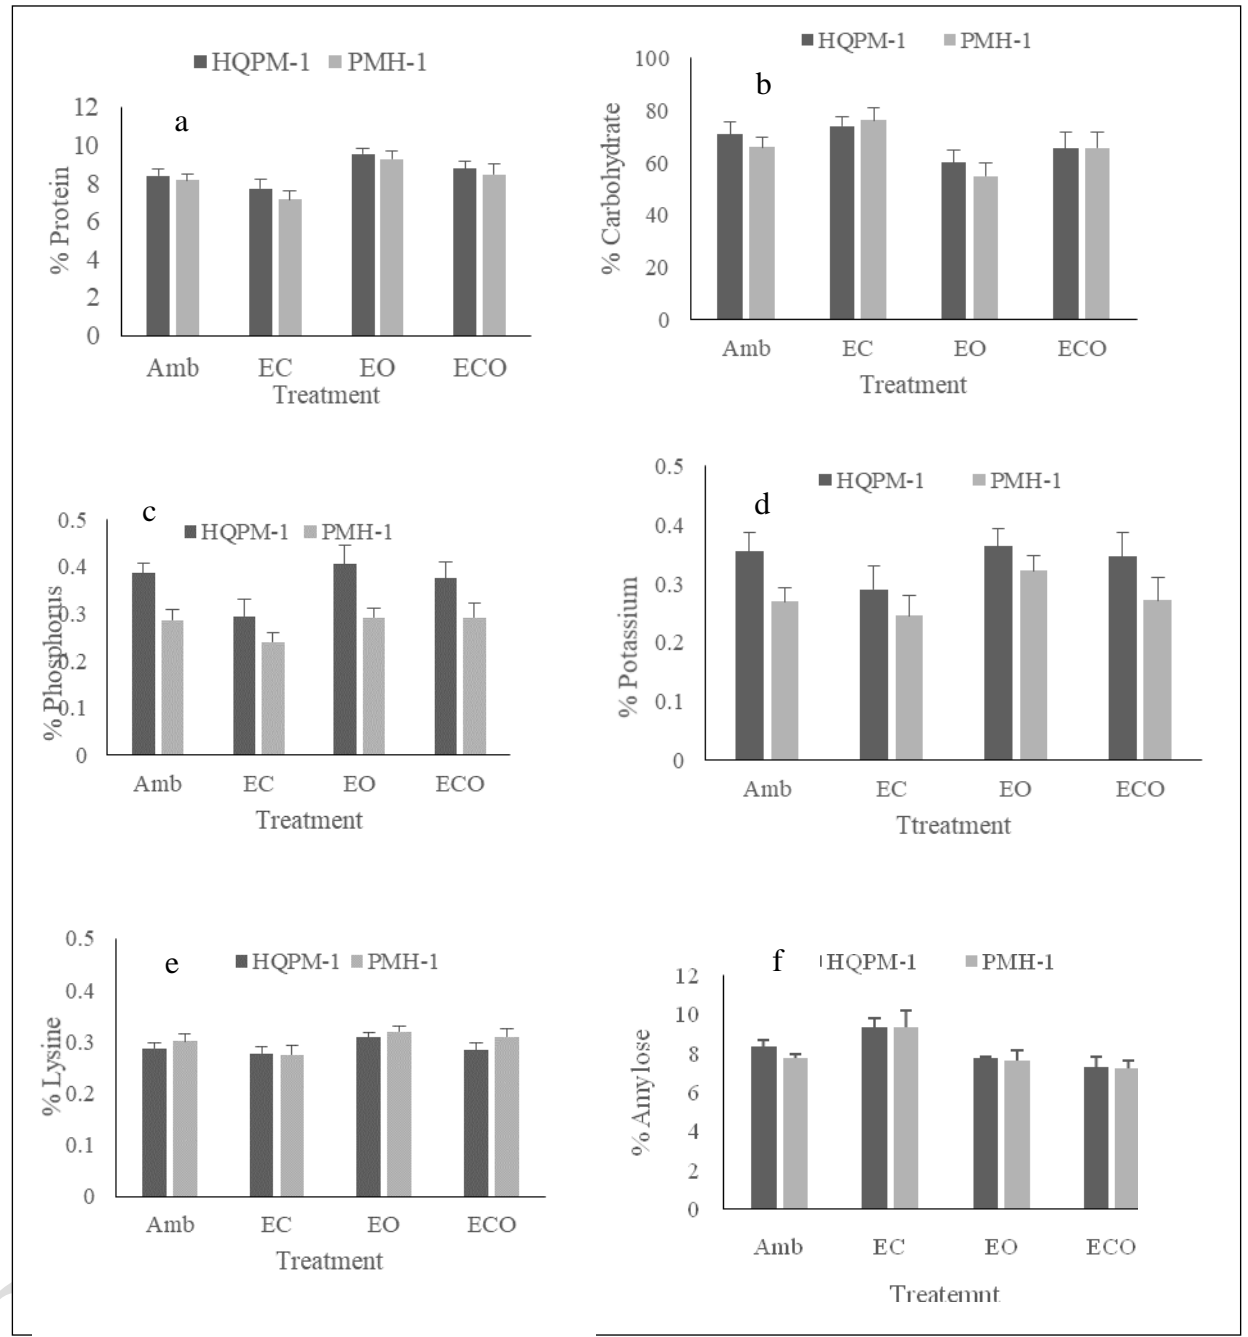 HQPM-1 PMH-1
a
% Protein
12
10
8
6
4
2
0
Amb EC EO ECO
Treatment
HQPM-1 PMH-1
b
% Carbohydrate
100
80
60
40
20
0
Amb EC EO ECO
Treatment
c
HQPM-1 PMH-1
% Phosphorus
0.5
0.4
0.3
0.2
0.1
0
Amb EC EO ECO
Treatment
HQPM-1 PMH-1
d
% Potassium
0.5
0.4
0.3
0.2
0.1
0
Amb EC EO ECO
Ttreatment
e
HQPM-1 PMH-1
% Lysine
0.5
0.4
0.3
0.2
0.1
0
Amb EC EO ECO
Treatment
f
HQPM-1 PMH-1
% Amylose
12
10
8
6
4
2
0
Amb EC EO ECO
Treatemnt